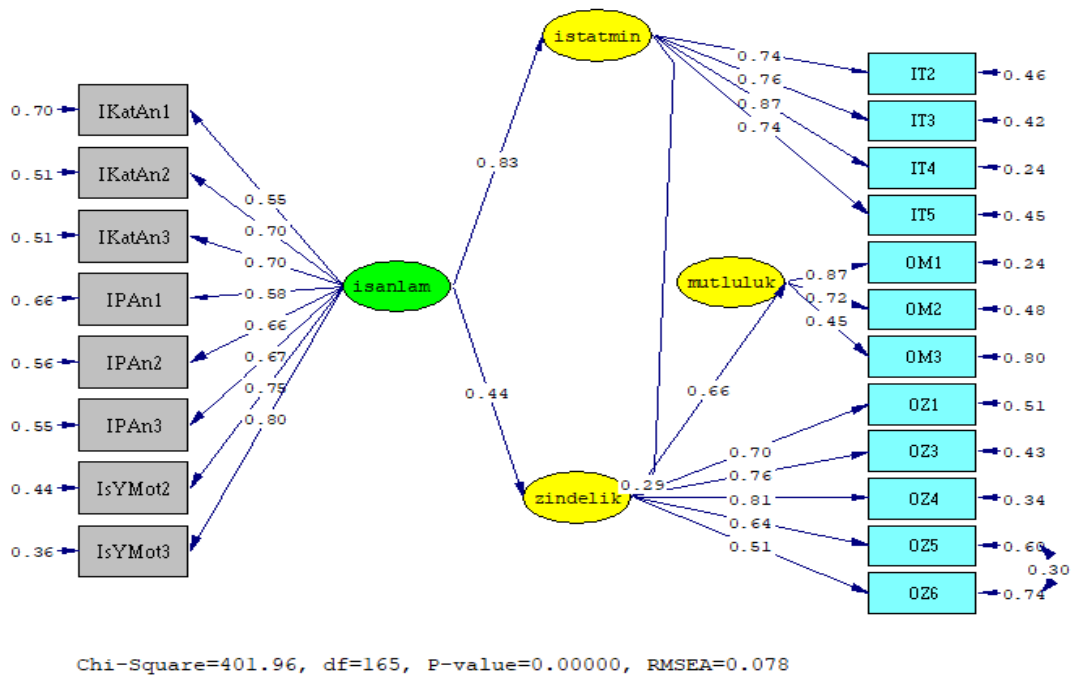 istatmin
0.74
IT2
0.46
0.76
IT3
0.42
0.87
IT4
0.24
0.74
IT5
0.45
0.70
IKatAn1
0.51
IKatAn2
0.51
IKatAn3
0.66
IPAn1
0.56
IPAn2
0.55
IPAn3
0.44
IsYMot2
0.36
IsYMot3
0.55
0.70
0.70
0.58
0.66
0.67
0.75
0.80
isanlam
0.83
0.44
mutluluk
0.87
0.72
0.45
OM1
0.24
OM2
0.48
OM3
0.80
0.66
zindelik
0.29
0.70
0.76
0.81
0.64
0.51
OZ1
0.51
OZ3
0.43
OZ4
0.34
OZ5
0.60
OZ6
0.74
0.30
Chi-Square=401.96, df=165, P-value=0.00000, RMSEA=0.078